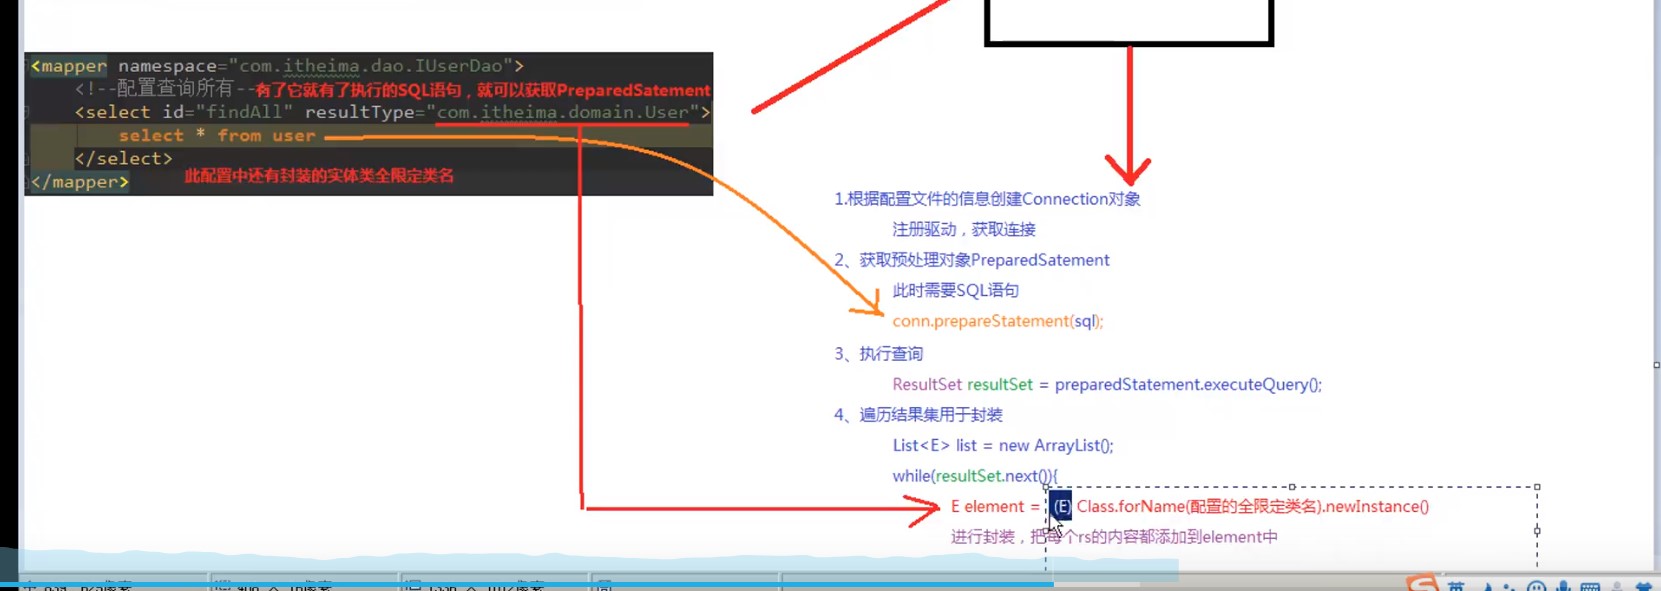 <mapper namespace="com.itheima.dao.IUserDao">
<!--配置查询所有--有了它就有了执行的SQL语句，就可以获取PreparedSatement
<select id="findAll" resultType="com.itheima.domain.User">
select * from user
</select>
此配置中还有封装的实体类全限定类名
</mapper>
1.根据配置文件的信息创建Connection对象
注册驱动，获取连接
2、获取预处理对象PreparedSatement
此时需要SQL语句
conn.prepareStatement(sql);
3、执行查询
ResultSet resultSet = preparedStatement.executeQuery();
4、遍历结果集用于封装
List<E> list = new ArrayList();
while(resultSet.next()){
E element = (E) Class.forName(配置的全限定类名).newInstance()
进行封装，把每个rs的内容都添加到element中
英